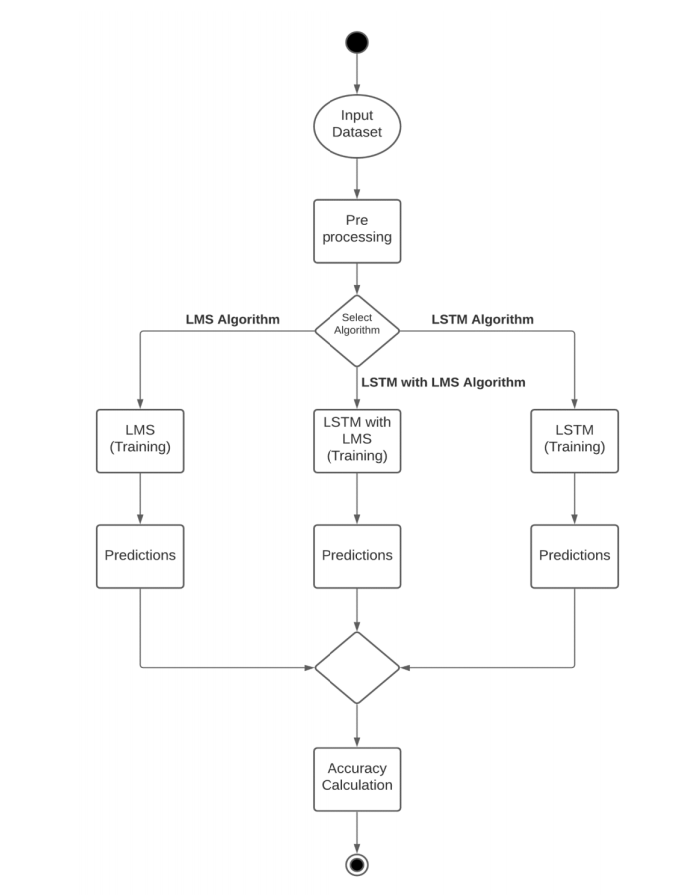 Input
Dataset
Pre
processing
Select
Algorithm
LMS Algorithm
LSTM Algorithm
LSTM with LMS Algorithm
LMS
(Training)
LSTM with
LMS
(Training)
LSTM
(Training)
Predictions
Predictions
Predictions
Accuracy
Calculation